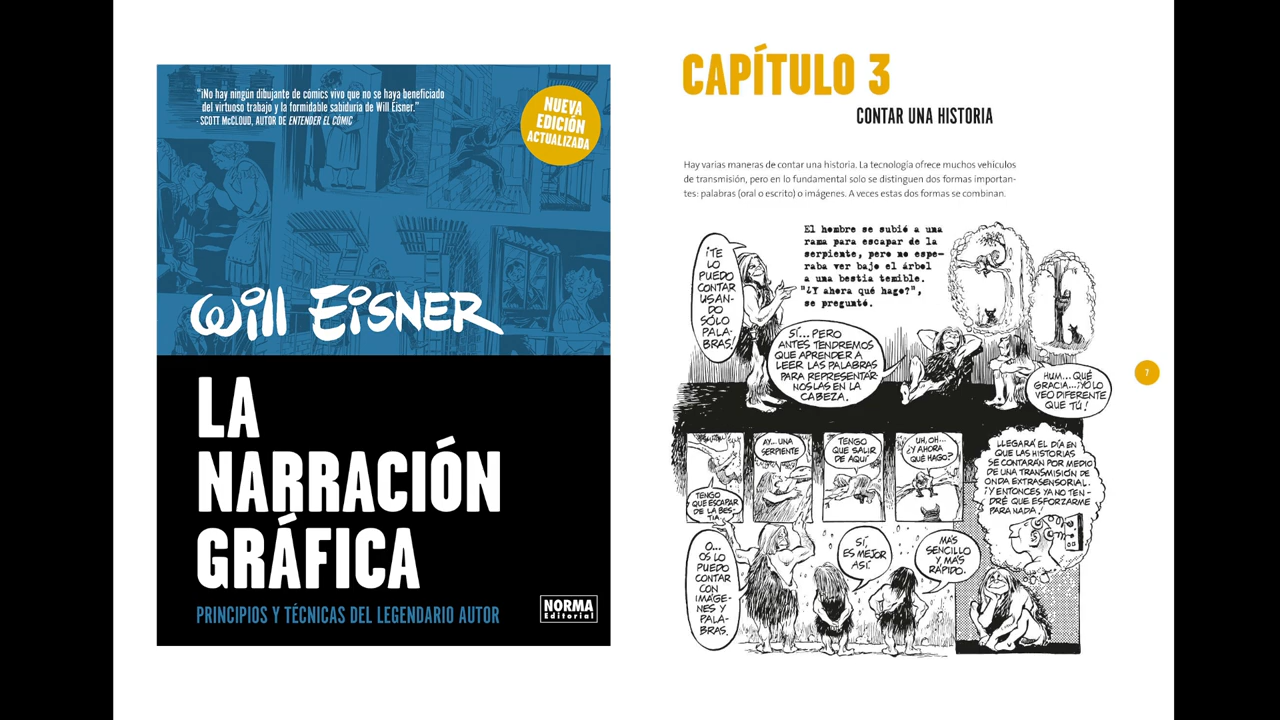 “¡No hay ningún dibujante de cómics vivo que no se haya beneficiado
del virtuoso trabajo y la formidable sabiduría de Will Eisner.”
- SCOTT McCLOUD, AUTOR DE ENTENDER EL CÓMIC
NUEVA
EDICIÓN
ACTUALIZADA
Will EiSNER
LA
NARRACIÓN
GRÁFICA
PRINCIPIOS Y TÉCNICAS DEL LEGENDARIO AUTOR
NORMA
Editorial
CAPÍTULO 3
CONTAR UNA HISTORIA
Hay varias maneras de contar una historia. La tecnología ofrece muchos vehículos
de transmisión, pero en lo fundamental solo se distinguen dos formas importan-
tes: palabras (oral o escrito) o imágenes. A veces estas dos formas se combinan.
¡TE
LO
PUEDO
CONTAR
USAN-
DO
SÓLO
PALA-
BRAS!
El hombre se subió a una
rama para escapar de la
serpiente, pero no espe-
raba ver bajo el árbol
a una bestia temible.
"¿Y ahora qué hago?",
se preguntó.
SÍ... PERO
ANTES TENDREMOS
QUE APRENDER A
LEER LAS PALABRAS
PARA REPRESENTÁR-
NOSLAS EN LA
CABEZA.
HUM... QUÉ
GRACIA... ¡YO LO
VEO DIFERENTE
QUE TÚ!
7
TENGO
QUE ESCAPAR
DE LA BES-
TIA
AY... UNA
SERPIENTE
TENGO
QUE SALIR
DE AQUÍ
UH, OH...
¿Y AHORA
QUÉ HAGO?
LLEGARÁ EL DÍA EN
QUE LAS HISTORIAS
SE CONTARÁN POR MEDIO
DE UNA TRANSMISIÓN DE
ONDA EXTRASENSORIAL.
¡Y ENTONCES YA NO TEN-
DRÉ QUE ESFORZARME
PARA NADA!
O...
OS LO
PUEDO
CONTAR
CON
IMÁGE-
NES Y
PALA-
BRAS.
SÍ,
ES MEJOR
ASÍ.
MÁS
SENCILLO
Y MÁS
RÁPIDO.